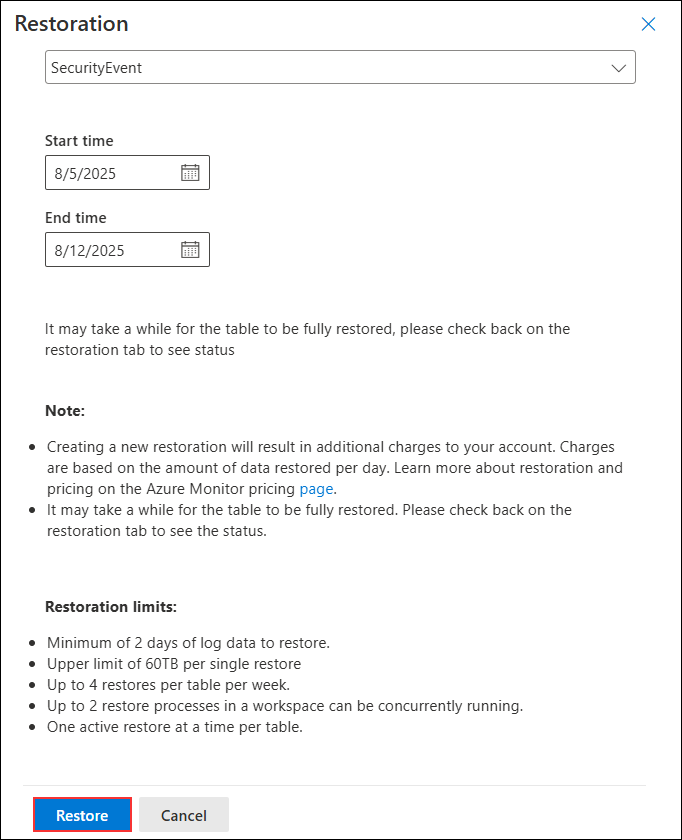 Restoration
SecurityEvent
Start time
8/5/2025
End time
8/12/2025
It may take a while for the table to be fully restored, please check back on the
restoration tab to see status
Note:
Creating a new restoration will result in additional charges to your account. Charges
are based on the amount of data restored per day. Learn more about restoration and
pricing on the Azure Monitor pricing page.
It may take a while for the table to be fully restored. Please check back on the
restoration tab to see the status.
Restoration limits:
Minimum of 2 days of log data to restore.
Upper limit of 60TB per single restore
Up to 4 restores per table per week.
Up to 2 restore processes in a workspace can be concurrently running.
One active restore at a time per table.
Restore Cancel